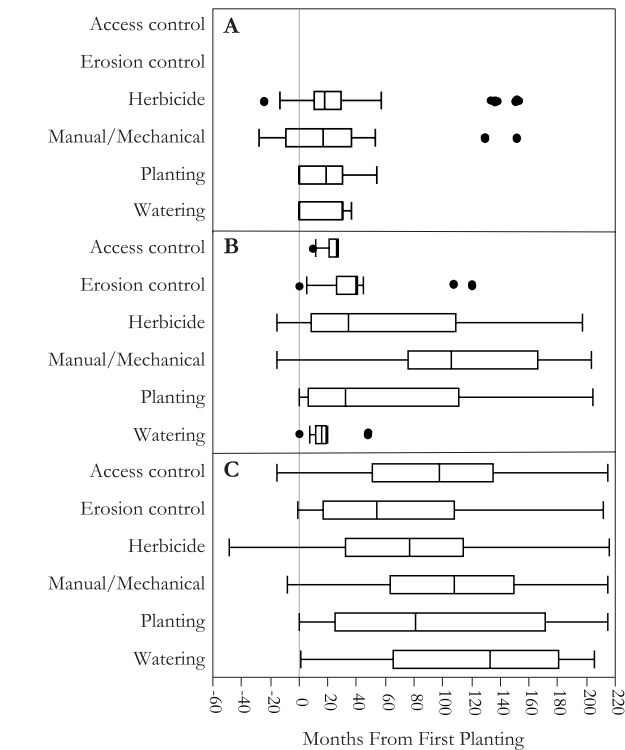 A
Access control
Erosion control
Herbicide
Manual/Mechanical
Planting
Watering
B
Access control
Erosion control
Herbicide
Manual/Mechanical
Planting
Watering
C
Access control
Erosion control
Herbicide
Manual/Mechanical
Planting
Watering
-60 -40 -20 0 20 40 60 80 100 120 140 160 180 200 220
Months From First Planting